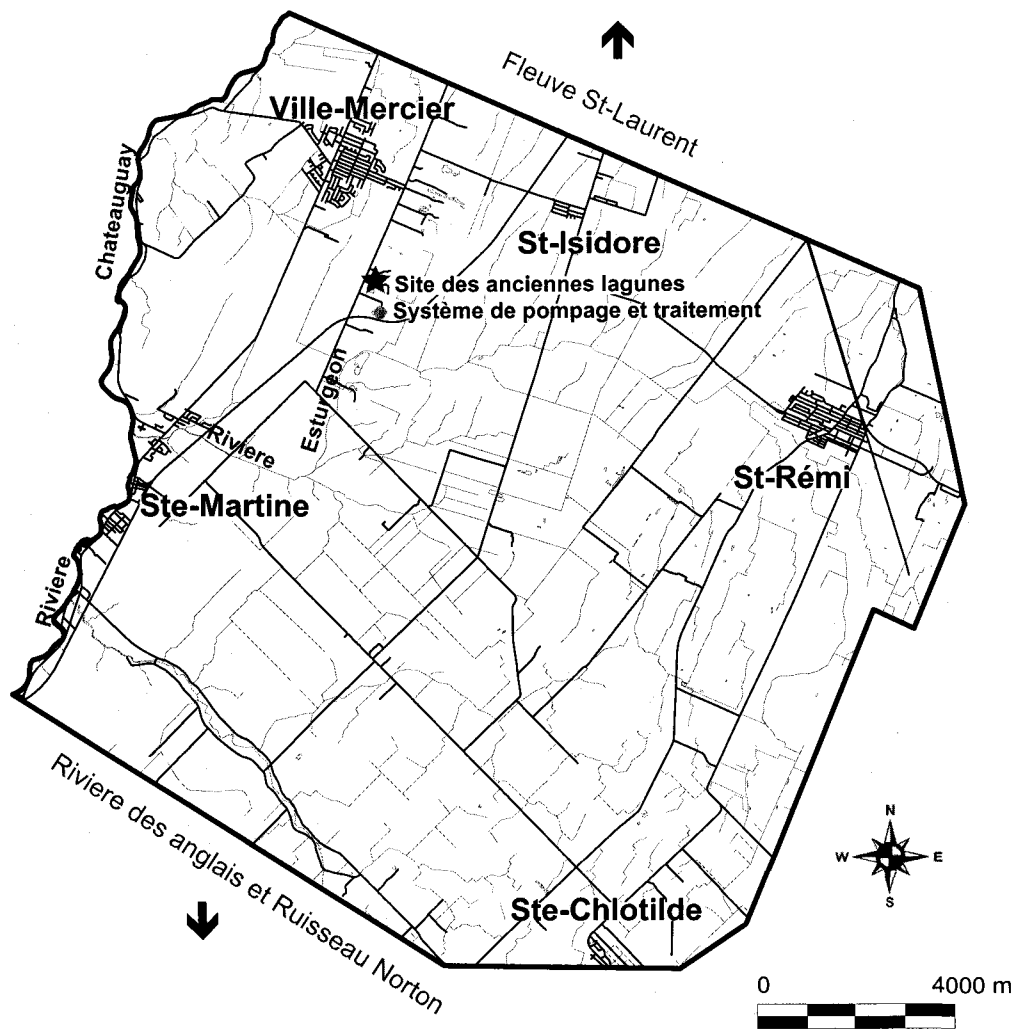 Fleuve St-Laurent
Ville-Mercier
Chateauguay
St-Isidore
Site des anciennes lagunes
Système de pompage et traitement
Esturgeon
Rivière
St-Rémi
Ste-Martine
Riviere
Riviere des anglais et Ruisseau Norton
N
W
E
S
Ste-Chlotilde
0
4000 m